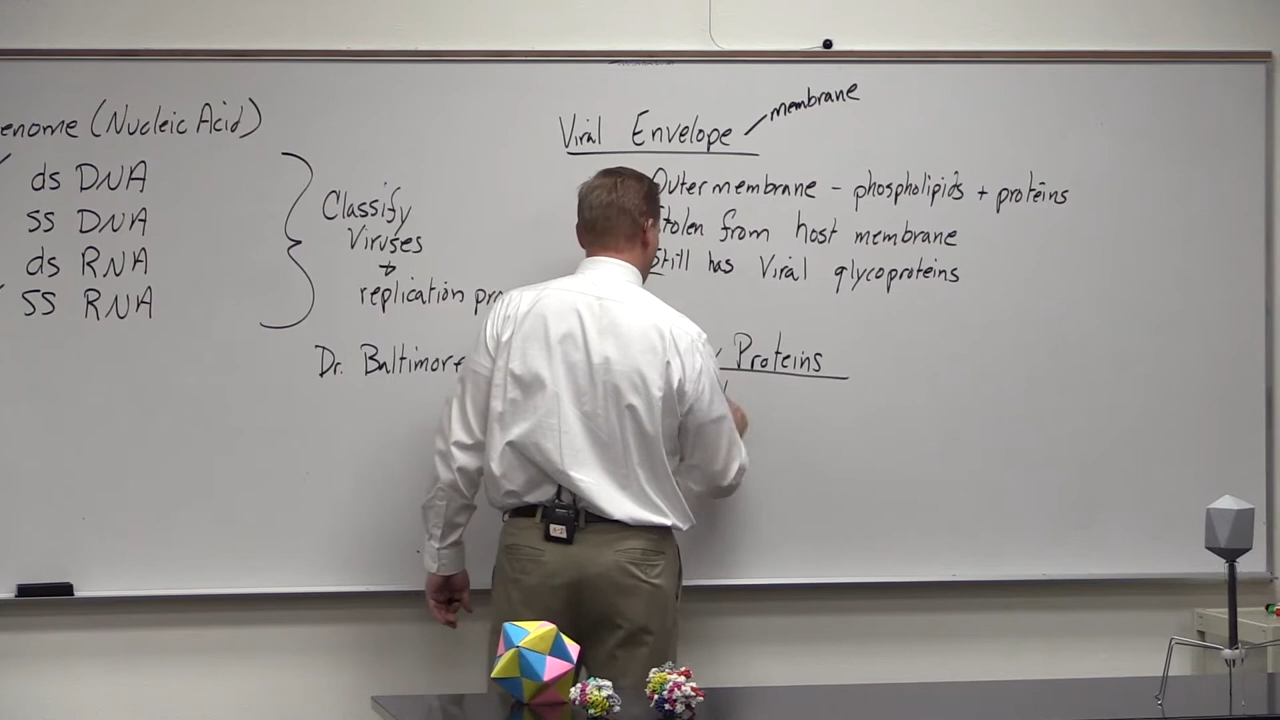 enome (Nucleic Acid)
ds DNA
ss DNA
ds RNA
ss RNA
Classify
Viruses
+
replication pro
Dr. Baltimore
Viral Envelope
membrane
Outer membrane - phospholipids + proteins
Stolen from host membrane
Still has Viral glycoproteins
Proteins